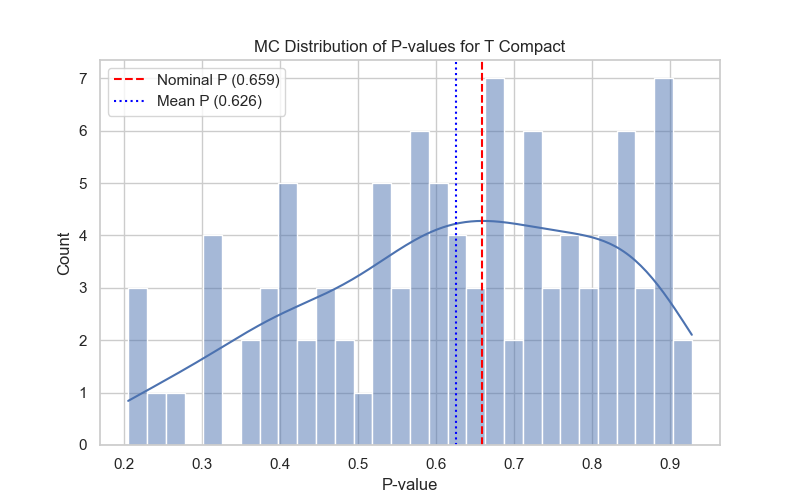 MC Distribution of P-values for T Compact
Nominal P (0.659)
Mean P (0.626)
Count
7
6
5
4
3
2
1
0
0.2 0.3 0.4 0.5 0.6 0.7 0.8 0.9
P-value